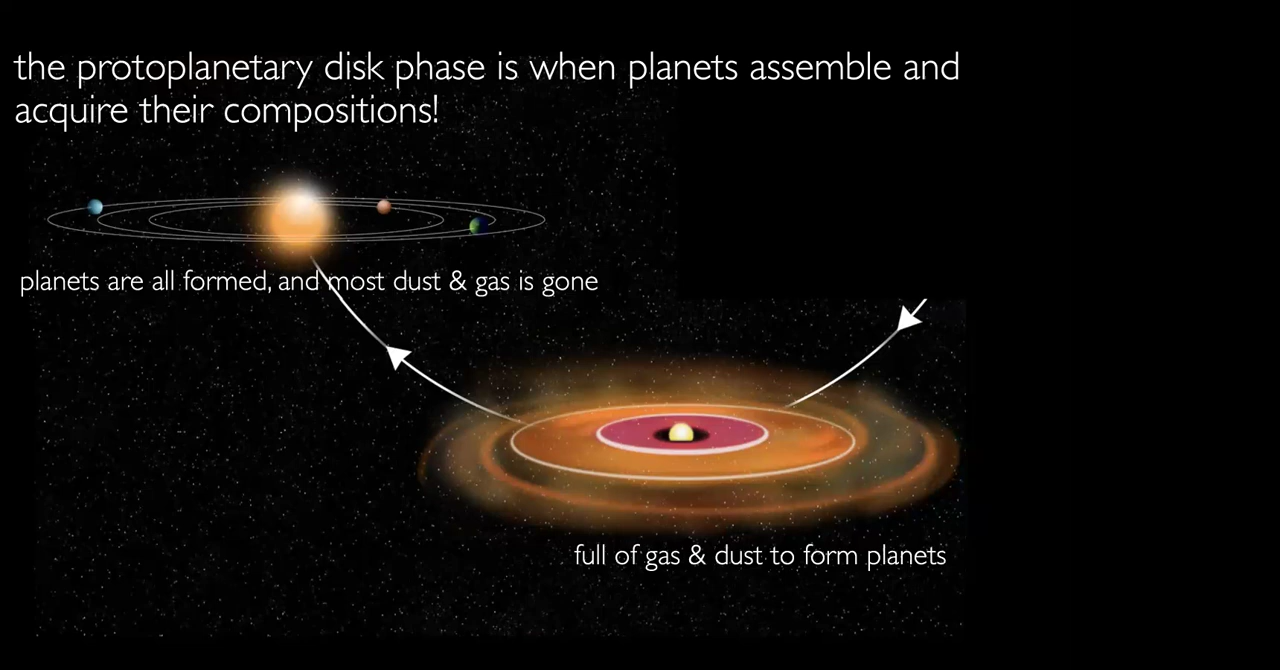 the protoplanetary disk phase is when planets assemble and
acquire their compositions!
planets are all formed, and most dust & gas is gone
full of gas & dust to form planets